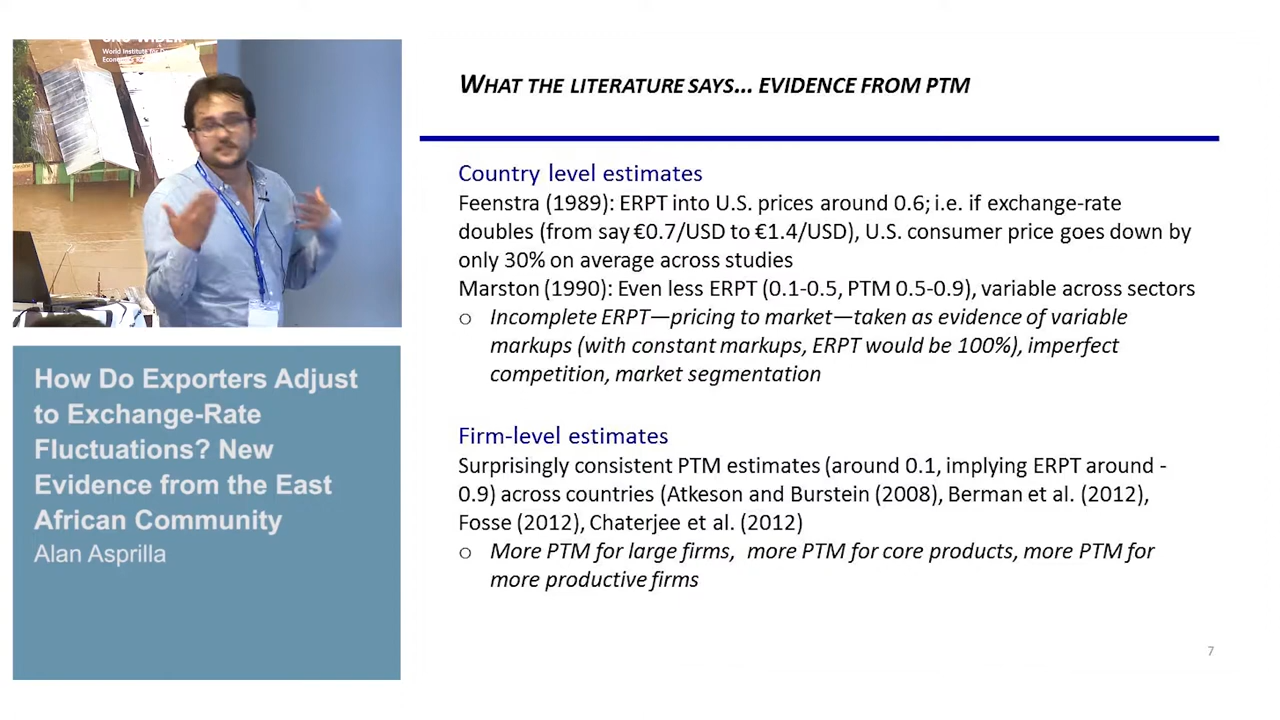 World Institute for
WHAT THE LITERATURE SAYS... EVIDENCE FROM PTM
Country level estimates
Feenstra (1989): ERPT into U.S. prices around 0.6; i.e. if exchange-rate
doubles (from say €0.7/USD to €1.4/USD), U.S. consumer price goes down by
only 30% on average across studies
Marston (1990): Even less ERPT (0.1-0.5, PTM 0.5-0.9), variable across sectors
o Incomplete ERPT—pricing to market—taken as evidence of variable
markups (with constant markups, ERPT would be 100%), imperfect
competition, market segmentation
Firm-level estimates
Surprisingly consistent PTM estimates (around 0.1, implying ERPT around -
0.9) across countries (Atkeson and Burstein (2008), Berman et al. (2012),
Fosse (2012), Chaterjee et al. (2012)
o More PTM for large firms, more PTM for core products, more PTM for
more productive firms
7
How Do Exporters Adjust
to Exchange-Rate
Fluctuations? New
Evidence from the East
African Community
Alan Asprilla